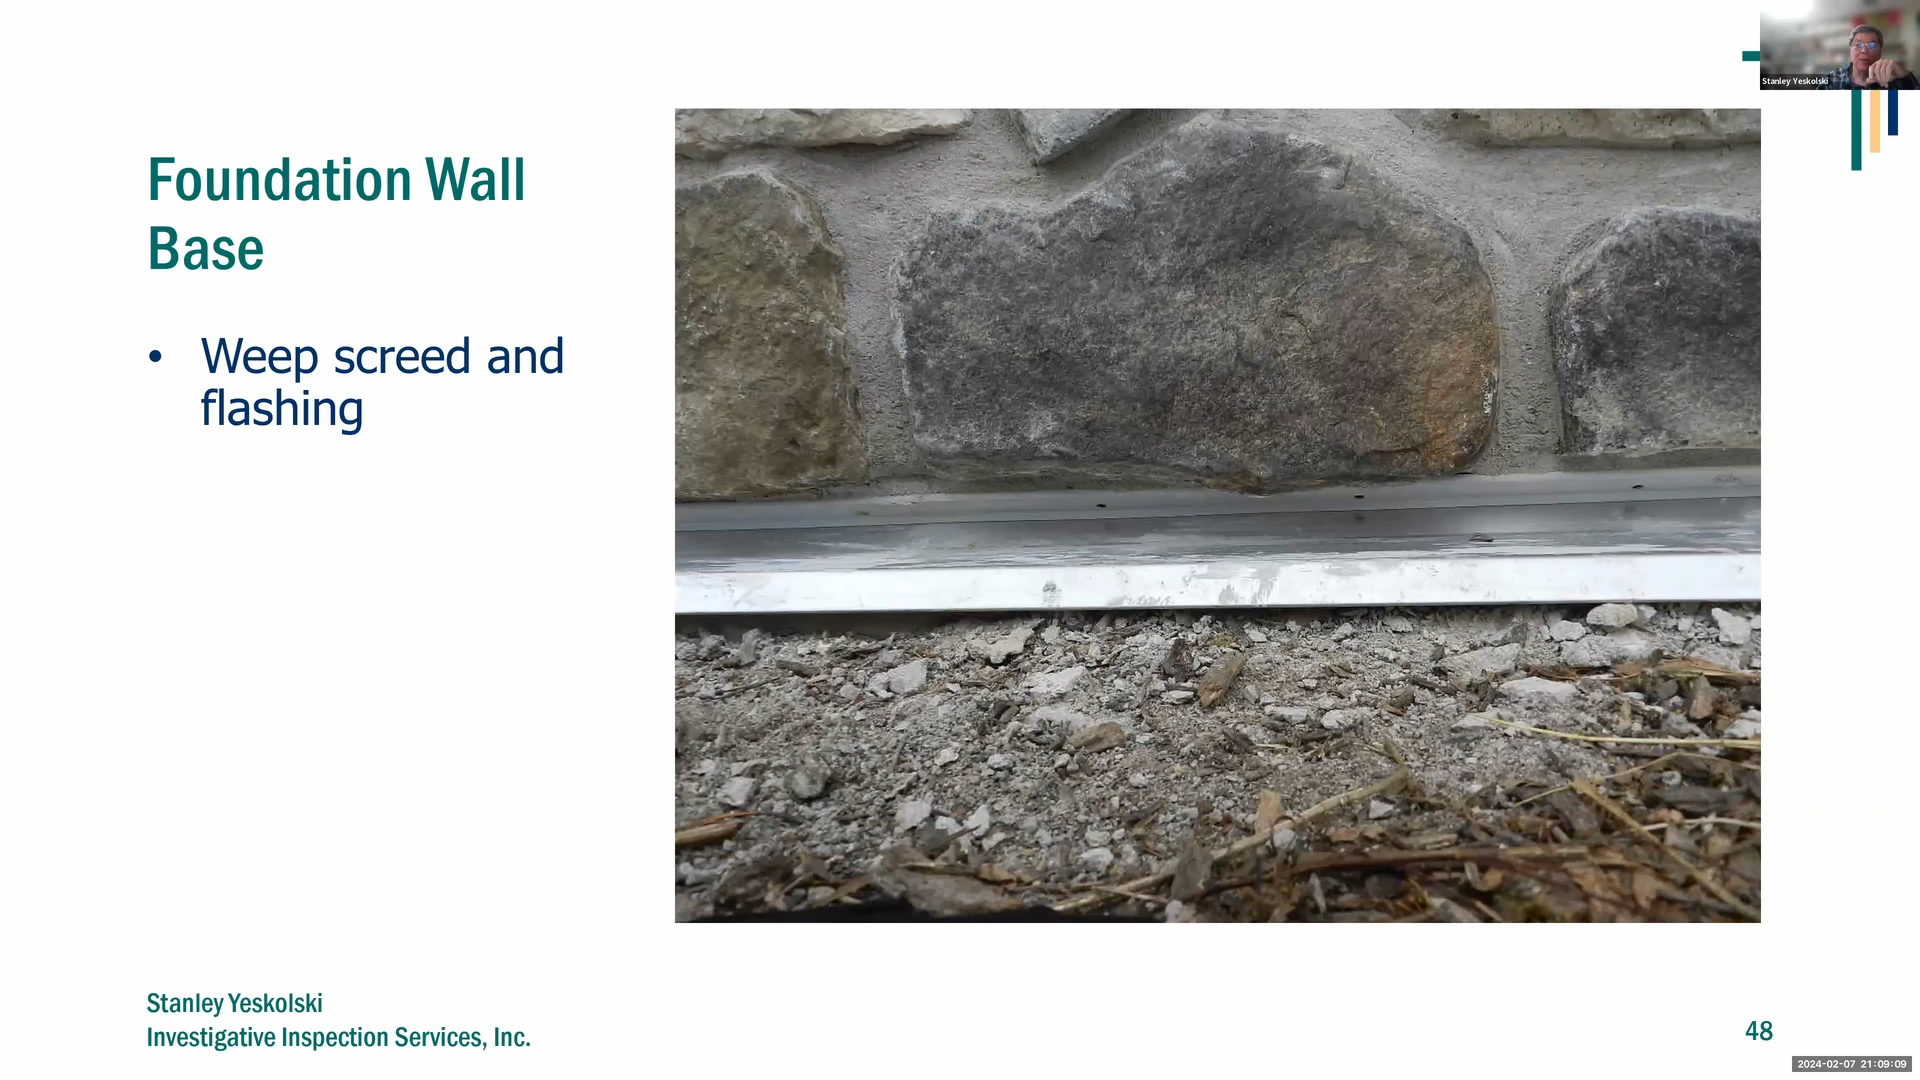 Stanley Yeskolski
Foundation Wall
Base
• Weep screed and
flashing
Stanley Yeskolski
Investigative Inspection Services, Inc.
48
2024-02-07 21:09:09